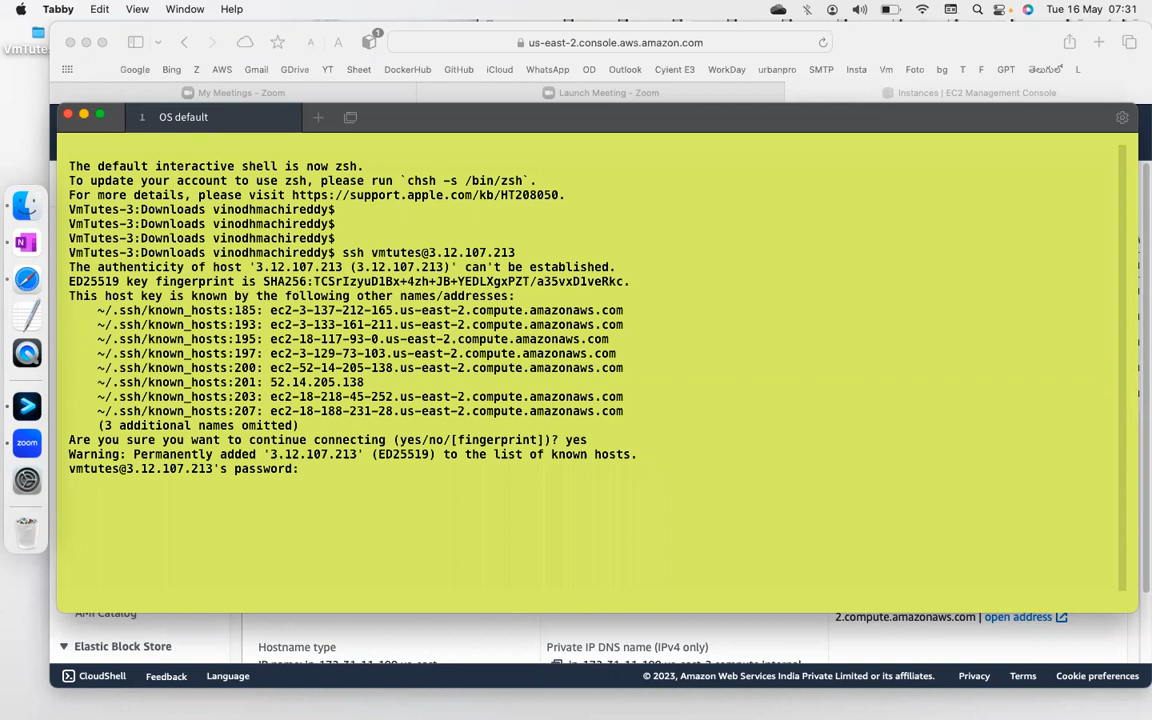 Tabby Edit View Window Help Tue 16 May 07:31
VmTutes
us-east-2.console.aws.amazon.com
Google Bing Z AWS Gmail GDrive YT Sheet DockerHub GitHub iCloud WhatsApp OD Outlook Cyient E3 WorkDay urbanpro SMTP Insta Vm Foto bg T F GPT తెలుగులో L
My Meetings - Zoom Launch Meeting - Zoom Instances | EC2 Management Console
1 OS default
The default interactive shell is now zsh.
To update your account to use zsh, please run `chsh -s /bin/zsh`.
For more details, please visit https://support.apple.com/kb/HT208050.
VmTutes-3:Downloads vinodhmachireddy$
VmTutes-3:Downloads vinodhmachireddy$
VmTutes-3:Downloads vinodhmachireddy$
VmTutes-3:Downloads vinodhmachireddy$ ssh vmtutes@3.12.107.213
The authenticity of host '3.12.107.213 (3.12.107.213)' can't be established.
ED25519 key fingerprint is SHA256:TCSrIzyuD1Bx+4zh+JB+YEDLXgxPZT/a35vxD1veRkc.
This host key is known by the following other names/addresses:
~/.ssh/known_hosts:185: ec2-3-137-212-165.us-east-2.compute.amazonaws.com
~/.ssh/known_hosts:193: ec2-3-133-161-211.us-east-2.compute.amazonaws.com
~/.ssh/known_hosts:195: ec2-18-117-93-0.us-east-2.compute.amazonaws.com
~/.ssh/known_hosts:197: ec2-3-129-73-103.us-east-2.compute.amazonaws.com
~/.ssh/known_hosts:200: ec2-52-14-205-138.us-east-2.compute.amazonaws.com
~/.ssh/known_hosts:201: 52.14.205.138
~/.ssh/known_hosts:203: ec2-18-218-45-252.us-east-2.compute.amazonaws.com
~/.ssh/known_hosts:207: ec2-18-188-231-28.us-east-2.compute.amazonaws.com
(3 additional names omitted)
Are you sure you want to continue connecting (yes/no/[fingerprint])? yes
Warning: Permanently added '3.12.107.213' (ED25519) to the list of known hosts.
vmtutes@3.12.107.213's password:
zoom
AMI Catalog
2.compute.amazonaws.com | open address
Elastic Block Store Hostname type Private IP DNS name (IPv4 only)
CloudShell Feedback Language © 2023, Amazon Web Services India Private Limited or its affiliates. Privacy Terms Cookie preferences